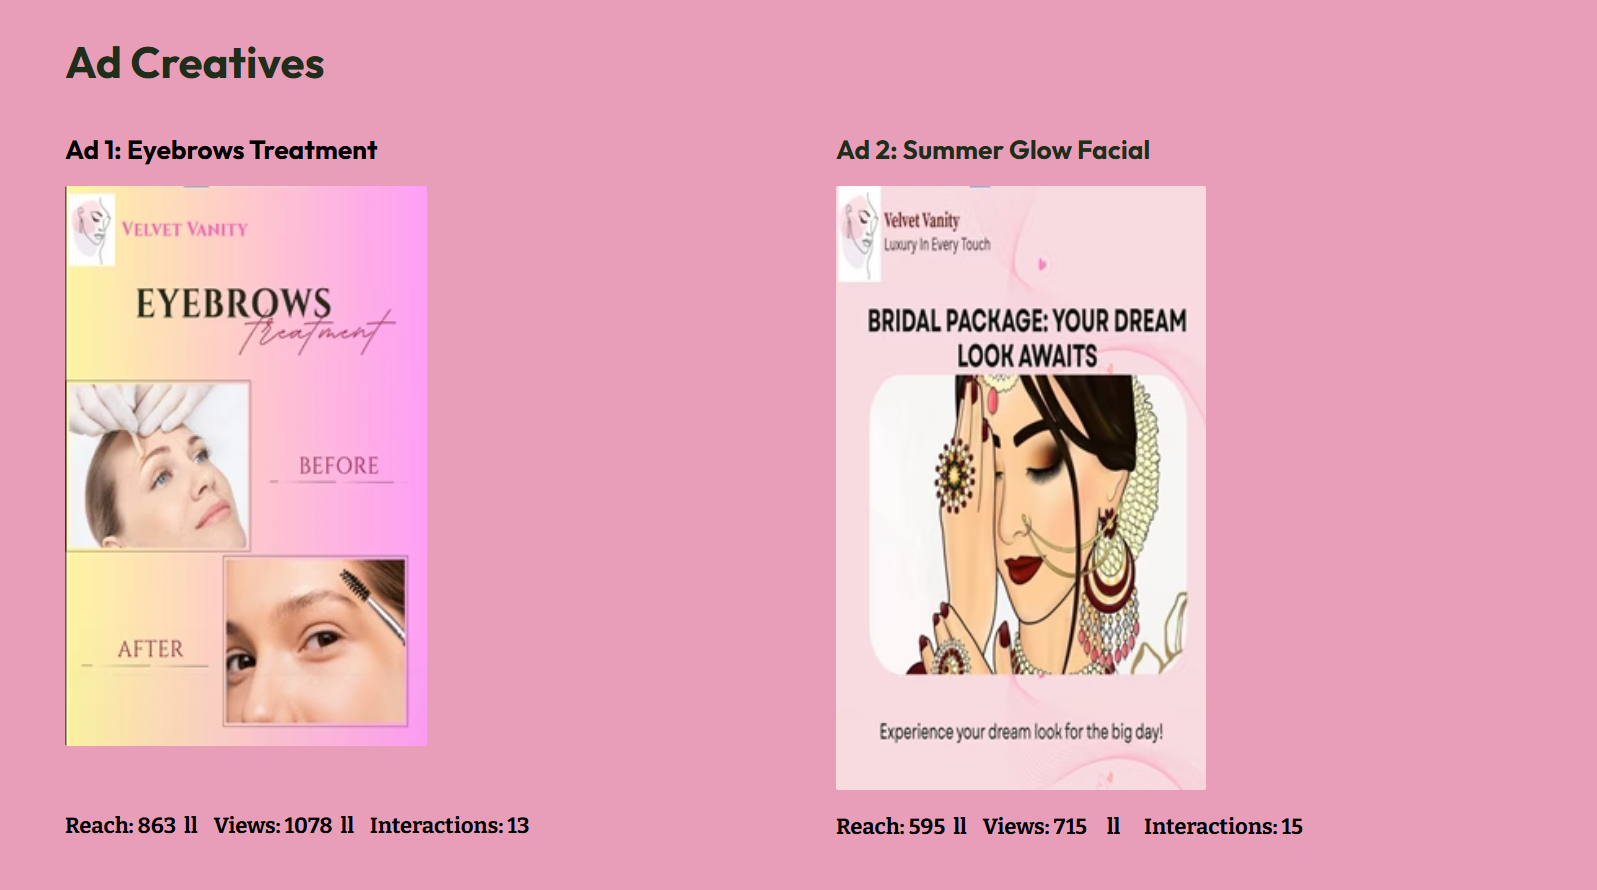 Ad Creatives
Ad 1: Eyebrows Treatment
VELVET VANITY
EYEBROWS
treatment
BEFORE
AFTER
Reach: 863 ll Views: 1078 ll Interactions: 13
Ad 2: Summer Glow Facial
Velvet Vanity
Luxury In Every Touch
BRIDAL PACKAGE: YOUR DREAM
LOOK AWAITS
Experience your dream look for the big day!
Reach: 595 ll Views: 715 ll Interactions: 15